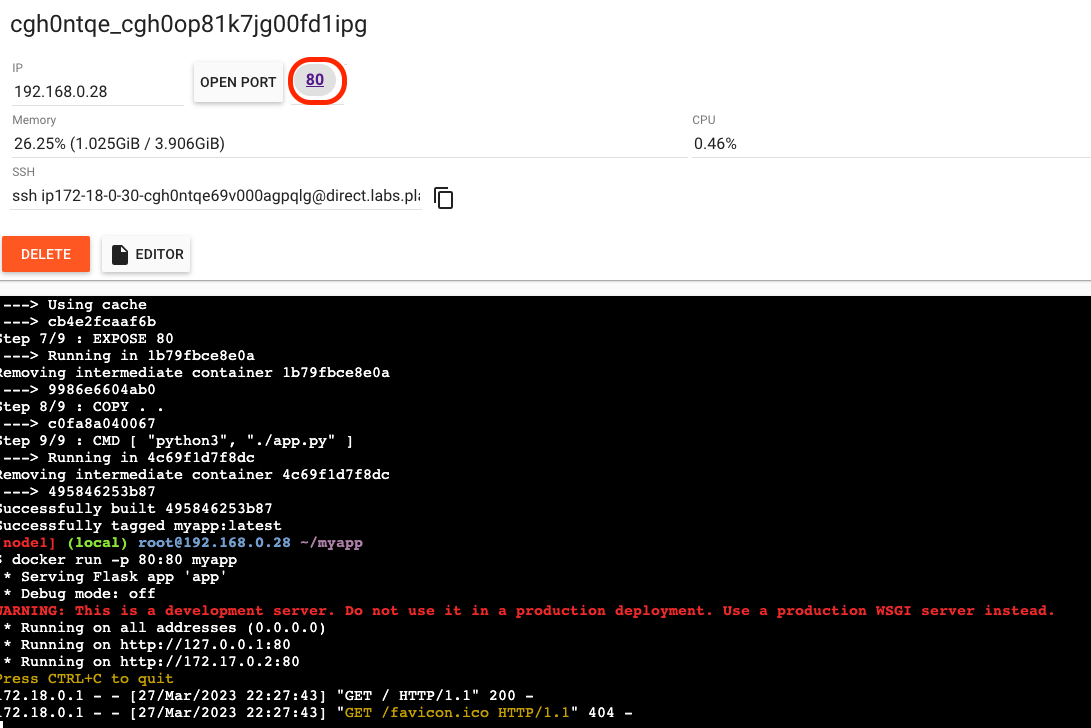 cgh0ntqe_cgh0op81k7jg00fd1ipg
IP
192.168.0.28
OPEN PORT
80
Memory
26.25% (1.025GiB / 3.906GiB)
CPU
0.46%
SSH
ssh ip172-18-0-30-cgh0ntqe69v000agpqlg@direct.labs.pla
DELETE
EDITOR
---> Using cache
---> cb4e2fcaaf6b
Step 7/9 : EXPOSE 80
---> Running in 1b79fbce8e0a
Removing intermediate container 1b79fbce8e0a
---> 9986e6604ab0
Step 8/9 : COPY . .
---> c0fa8a040067
Step 9/9 : CMD [ "python3", "./app.py" ]
---> Running in 4c69f1d7f8dc
Removing intermediate container 4c69f1d7f8dc
---> 495846253b87
Successfully built 495846253b87
Successfully tagged myapp:latest
[node1] (local) root@192.168.0.28 ~/myapp
$ docker run -p 80:80 myapp
* Serving Flask app 'app'
* Debug mode: off
WARNING: This is a development server. Do not use it in a production deployment. Use a production WSGI server instead.
* Running on all addresses (0.0.0.0)
* Running on http://127.0.0.1:80
* Running on http://172.17.0.2:80
Press CTRL+C to quit
172.18.0.1 - - [27/Mar/2023 22:27:43] "GET / HTTP/1.1" 200 -
172.18.0.1 - - [27/Mar/2023 22:27:43] "GET /favicon.ico HTTP/1.1" 404 -